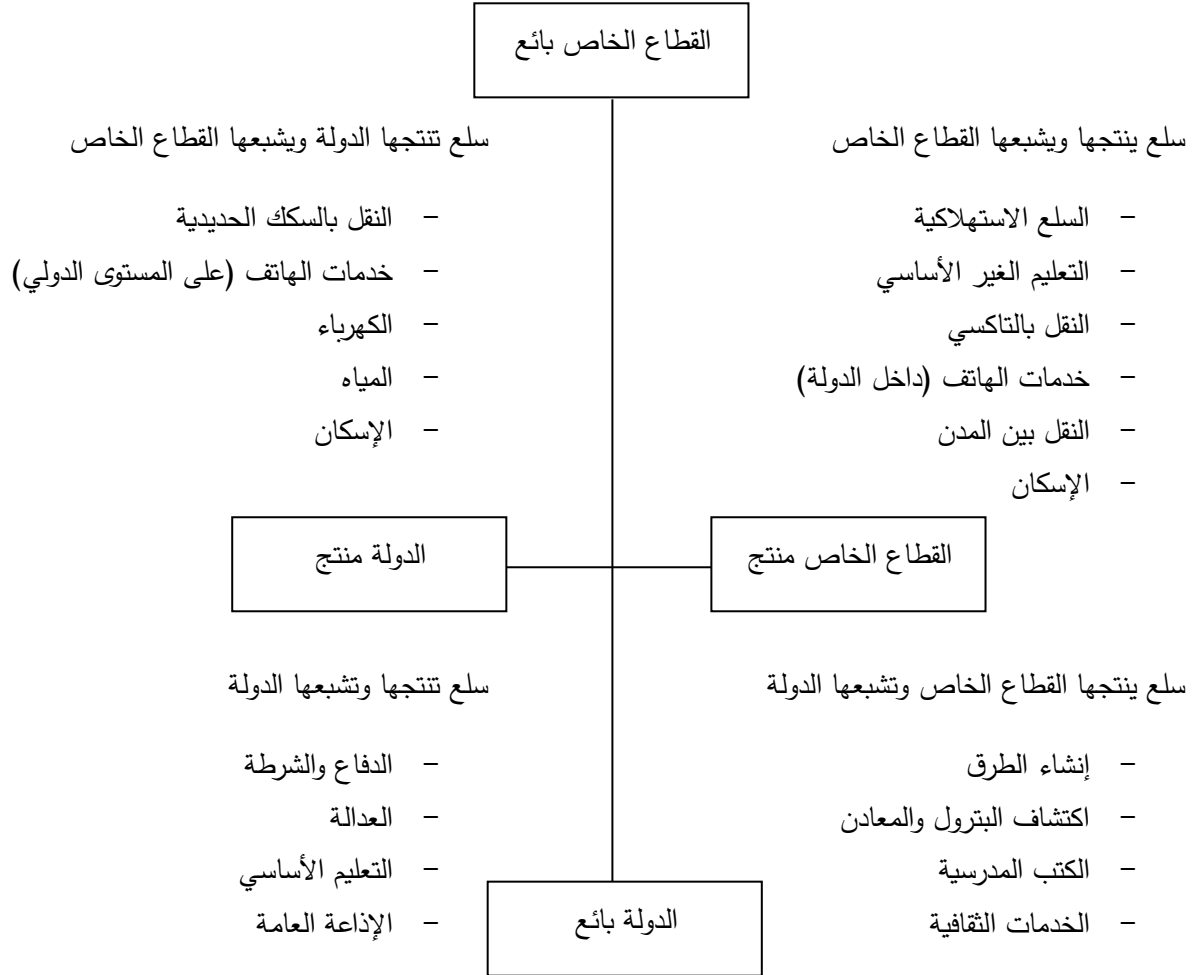 القطاع الخاص بائع
سلع ينتجها ويشبعها القطاع الخاص
- السلع الاستهلاكية
- التعليم الغير الأساسي
- النقل بالتاكسي
- خدمات الهاتف (داخل الدولة)
- النقل بين المدن
- الإسكان
سلع تنتجها الدولة ويشبعها القطاع الخاص
- النقل بالسكك الحديدية
- خدمات الهاتف (على المستوى الدولي)
- الكهرباء
- المياه
- الإسكان
القطاع الخاص منتج
الدولة منتج
سلع ينتجها القطاع الخاص وتشبعها الدولة
- إنشاء الطرق
- اكتشاف البترول والمعادن
- الكتب المدرسية
- الخدمات الثقافية
سلع تنتجها وتشبعها الدولة
- الدفاع والشرطة
- العدالة
- التعليم الأساسي
- الإذاعة العامة
الدولة بائع